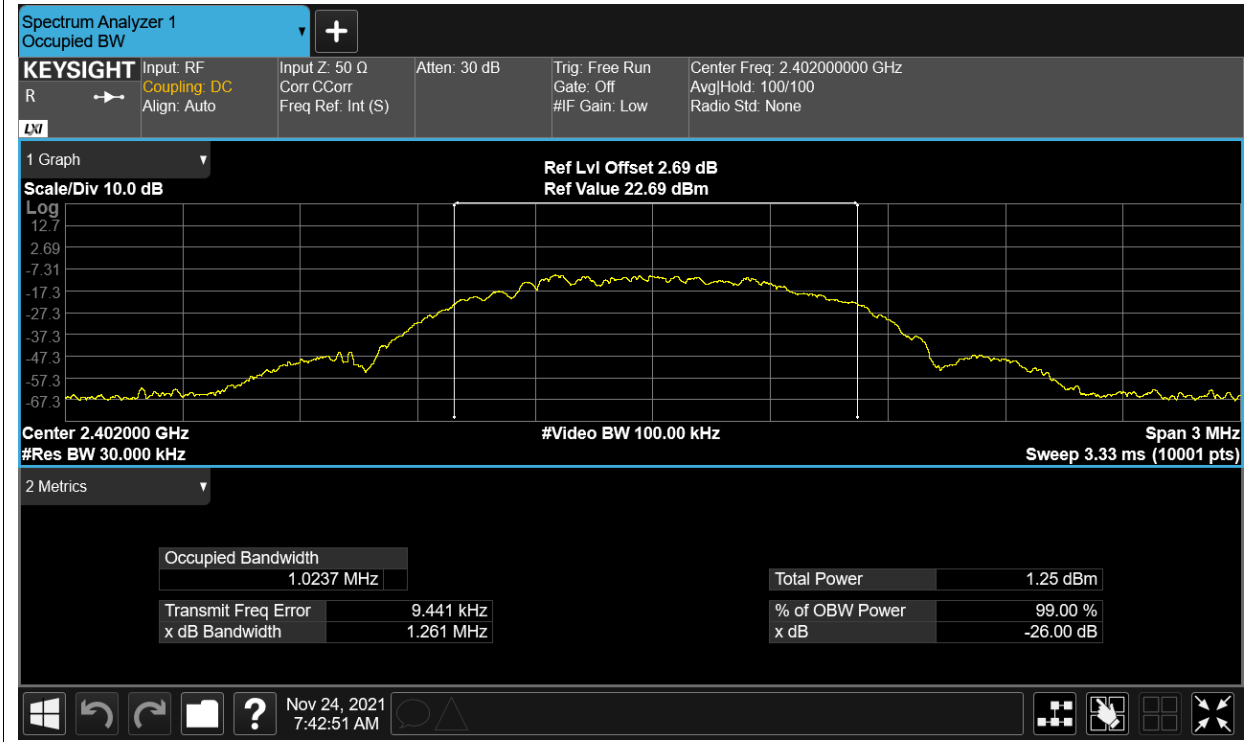 Spectrum Analyzer 1
Occupied BW
KEYSIGHT
R
LXI
Input: RF
Coupling: DC
Align: Auto
Input Z: 50 Ω
Corr CCorr
Freq Ref: Int (S)
Atten: 30 dB
Trig: Free Run
Gate: Off
#IF Gain: Low
Center Freq: 2.402000000 GHz
Avg|Hold: 100/100
Radio Std: None
1 Graph
Scale/Div 10.0 dB
Ref Lvl Offset 2.69 dB
Ref Value 22.69 dBm
Log
12.7
2.69
-7.31
-17.3
-27.3
-37.3
-47.3
-57.3
-67.3
Center 2.402000 GHz
#Video BW 100.00 kHz
Span 3 MHz
#Res BW 30.000 kHz
Sweep 3.33 ms (10001 pts)
2 Metrics
Occupied Bandwidth
1.0237 MHz
Total Power 1.25 dBm
Transmit Freq Error 9.441 kHz
% of OBW Power 99.00 %
x dB Bandwidth 1.261 MHz
x dB -26.00 dB
?
Nov 24, 2021
7:42:51 AM